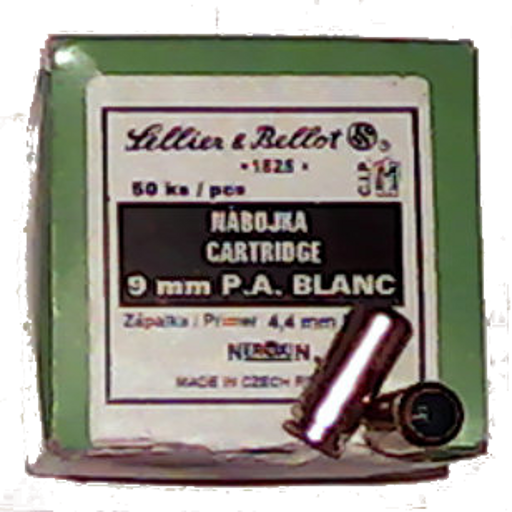 Sellier & Bellot ®
• 1825 •
C.I.P.
50 ks / pcs
NÁBOJKA
CARTRIDGE
9 mm P.A. BLANC
Zápalka / Primer 4,4 mm
NEROXIN
MADE IN CZECH